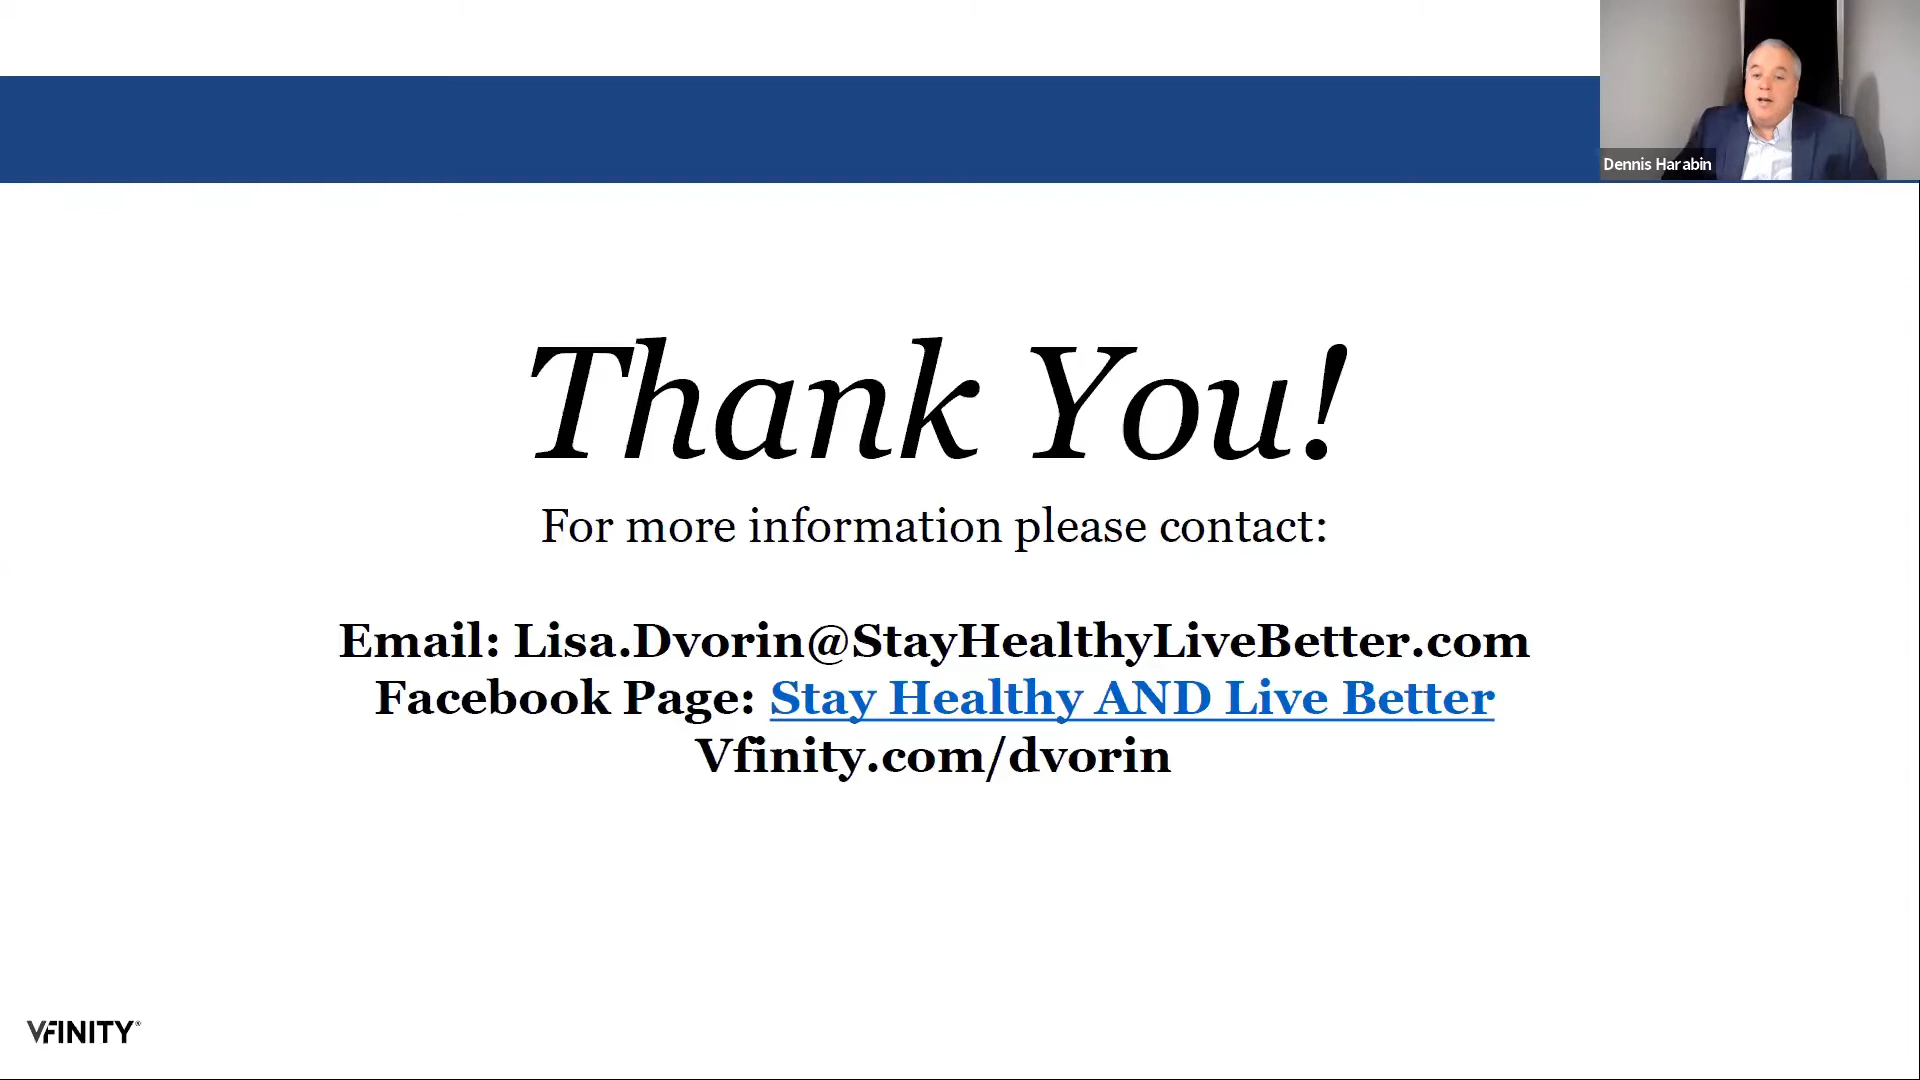 Dennis Harabin
Thank You!
For more information please contact:
Email: Lisa.Dvorin@StayHealthyLiveBetter.com
Facebook Page: Stay Healthy AND Live Better
Vfinity.com/dvorin
VFINITY®